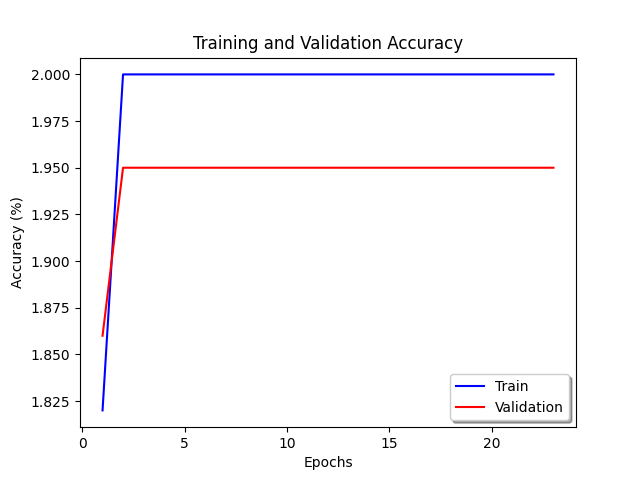 Training and Validation Accuracy
2.000
1.975
1.950
1.925
1.900
1.875
1.850
1.825
Accuracy (%)
Train
Validation
0 5 10 15 20
Epochs